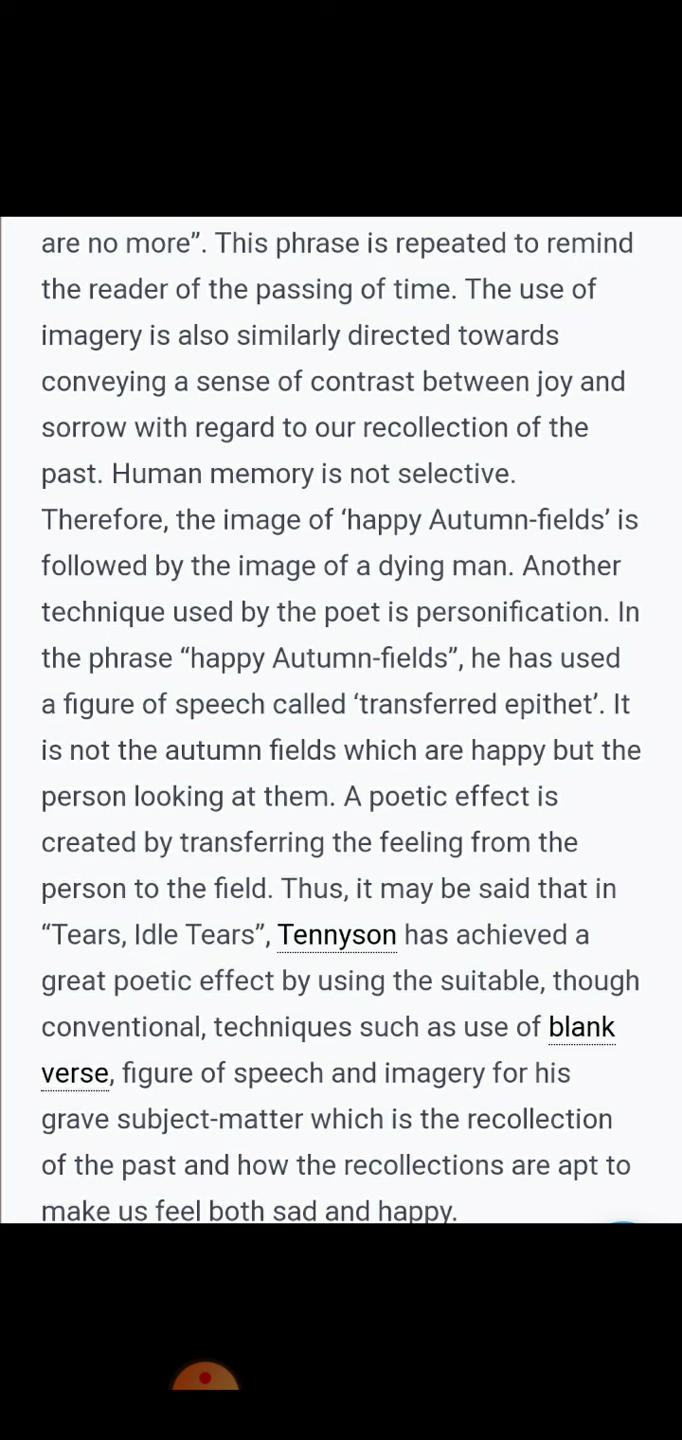 are no more”. This phrase is repeated to remind
the reader of the passing of time. The use of
imagery is also similarly directed towards
conveying a sense of contrast between joy and
sorrow with regard to our recollection of the
past. Human memory is not selective.
Therefore, the image of ‘happy Autumn-fields’ is
followed by the image of a dying man. Another
technique used by the poet is personification. In
the phrase “happy Autumn-fields”, he has used
a figure of speech called ‘transferred epithet’. It
is not the autumn fields which are happy but the
person looking at them. A poetic effect is
created by transferring the feeling from the
person to the field. Thus, it may be said that in
“Tears, Idle Tears”, Tennyson has achieved a
great poetic effect by using the suitable, though
conventional, techniques such as use of blank
verse, figure of speech and imagery for his
grave subject-matter which is the recollection
of the past and how the recollections are apt to
make us feel both sad and happy.